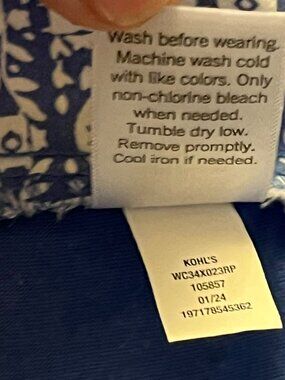 Wash before wearing.
Machine wash cold
with like colors. Only
non-chlorine bleach
when needed.
Tumble dry low.
Remove promptly.
Cool iron if needed.
KOHL'S
WC34X023RP
105857
01/24
197178545362